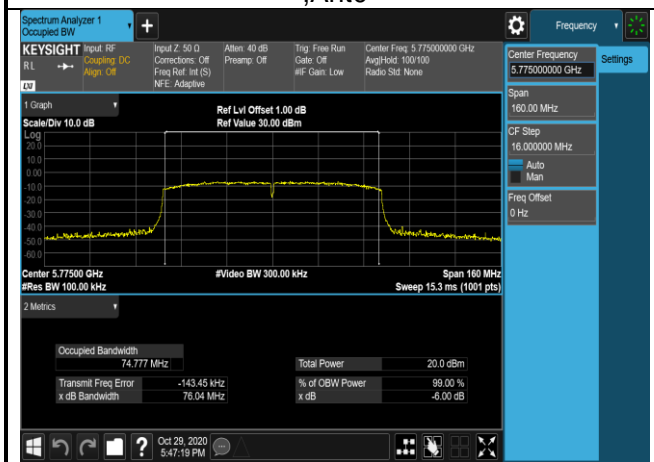 Spectrum Analyzer 1
Occupied BW
+
Frequency
KEYSIGHT
RL
LXI
Input: RF
Coupling: DC
Align: Off
Input Z: 50 Ω
Corrections: Off
Freq Ref: Int (S)
NFE: Adaptive
Atten: 40 dB
Preamp: Off
Trig: Free Run
Gate: Off
#IF Gain: Low
Center Freq: 5.775000000 GHz
Avg|Hold: 100/100
Radio Std: None
Center Frequency
5.775000000 GHz
Settings
Span
160.00 MHz
CF Step
16.000000 MHz
Auto
Man
Freq Offset
0 Hz
1 Graph
Scale/Div 10.0 dB
Ref Lvl Offset 1.00 dB
Ref Value 30.00 dBm
Log
20.0
10.0
0.00
-10.0
-20.0
-30.0
-40.0
-50.0
-60.0
Center 5.77500 GHz
#Res BW 100.00 kHz
#Video BW 300.00 kHz
Span 160 MHz
Sweep 15.3 ms (1001 pts)
2 Metrics
Occupied Bandwidth
74.777 MHz
Total Power 20.0 dBm
Transmit Freq Error -143.45 kHz
% of OBW Power 99.00 %
x dB Bandwidth 76.04 MHz
x dB -6.00 dB
?
Oct 29, 2020
5:47:19 PM